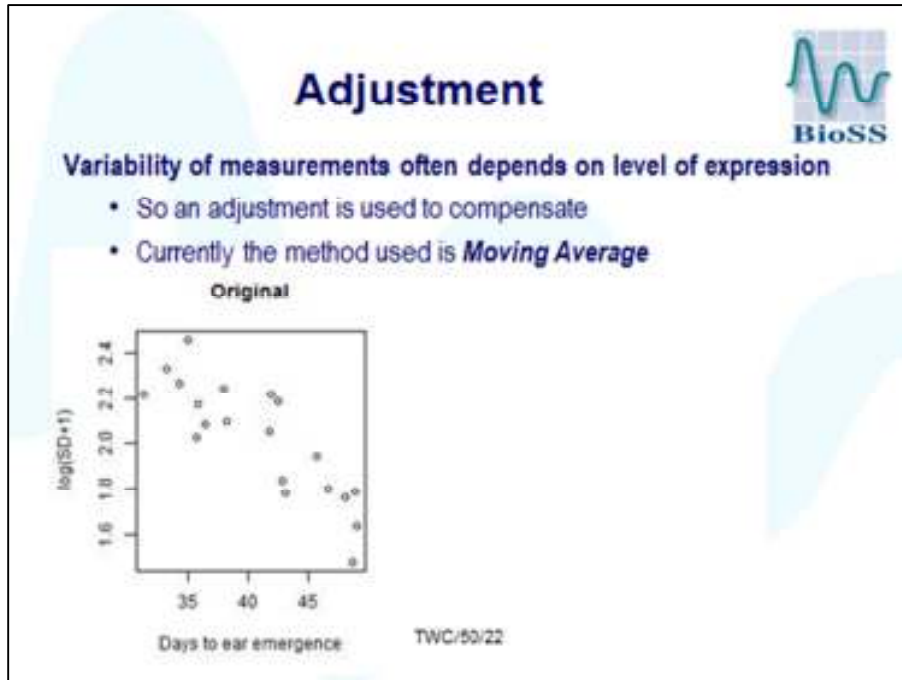 Adjustment
BioSS
Variability of measurements often depends on level of expression
• So an adjustment is used to compensate
• Currently the method used is Moving Average
Original
log(SD+1)
2.4
2.2
2.0
1.8
1.6
35 40 45
Days to ear emergence
TWC/50/22